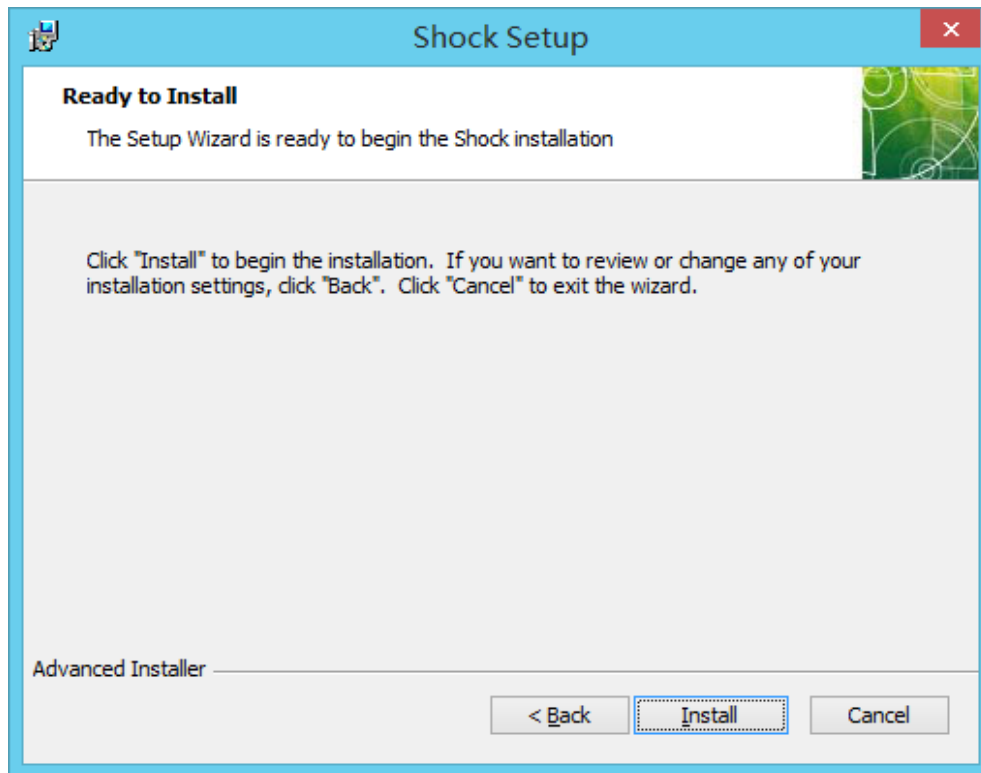 Shock Setup
Ready to Install
The Setup Wizard is ready to begin the Shock installation
Click "Install" to begin the installation.  If you want to review or change any of your
installation settings, click "Back".  Click "Cancel" to exit the wizard.
Advanced Installer
< Back Install Cancel